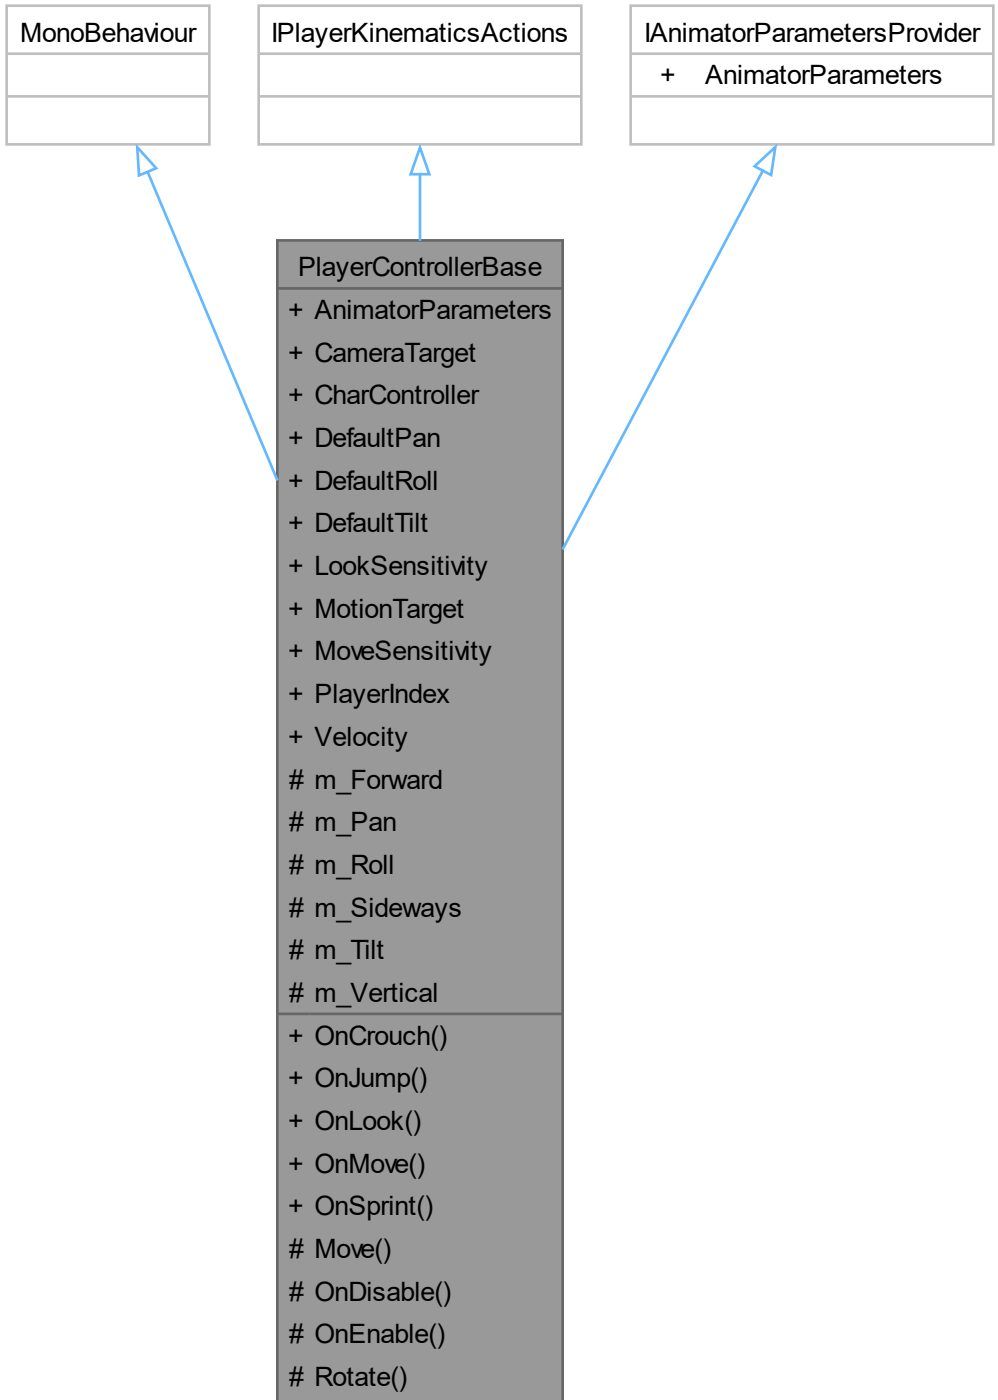 MonoBehaviour
IPlayerKinematicsActions
IAnimatorParametersProvider
+ AnimatorParameters
PlayerControllerBase
+ AnimatorParameters
+ CameraTarget
+ CharController
+ DefaultPan
+ DefaultRoll
+ DefaultTilt
+ LookSensitivity
+ MotionTarget
+ MoveSensitivity
+ PlayerIndex
+ Velocity
# m_Forward
# m_Pan
# m_Roll
# m_Sideways
# m_Tilt
# m_Vertical
+ OnCrouch()
+ OnJump()
+ OnLook()
+ OnMove()
+ OnSprint()
# Move()
# OnDisable()
# OnEnable()
# Rotate()